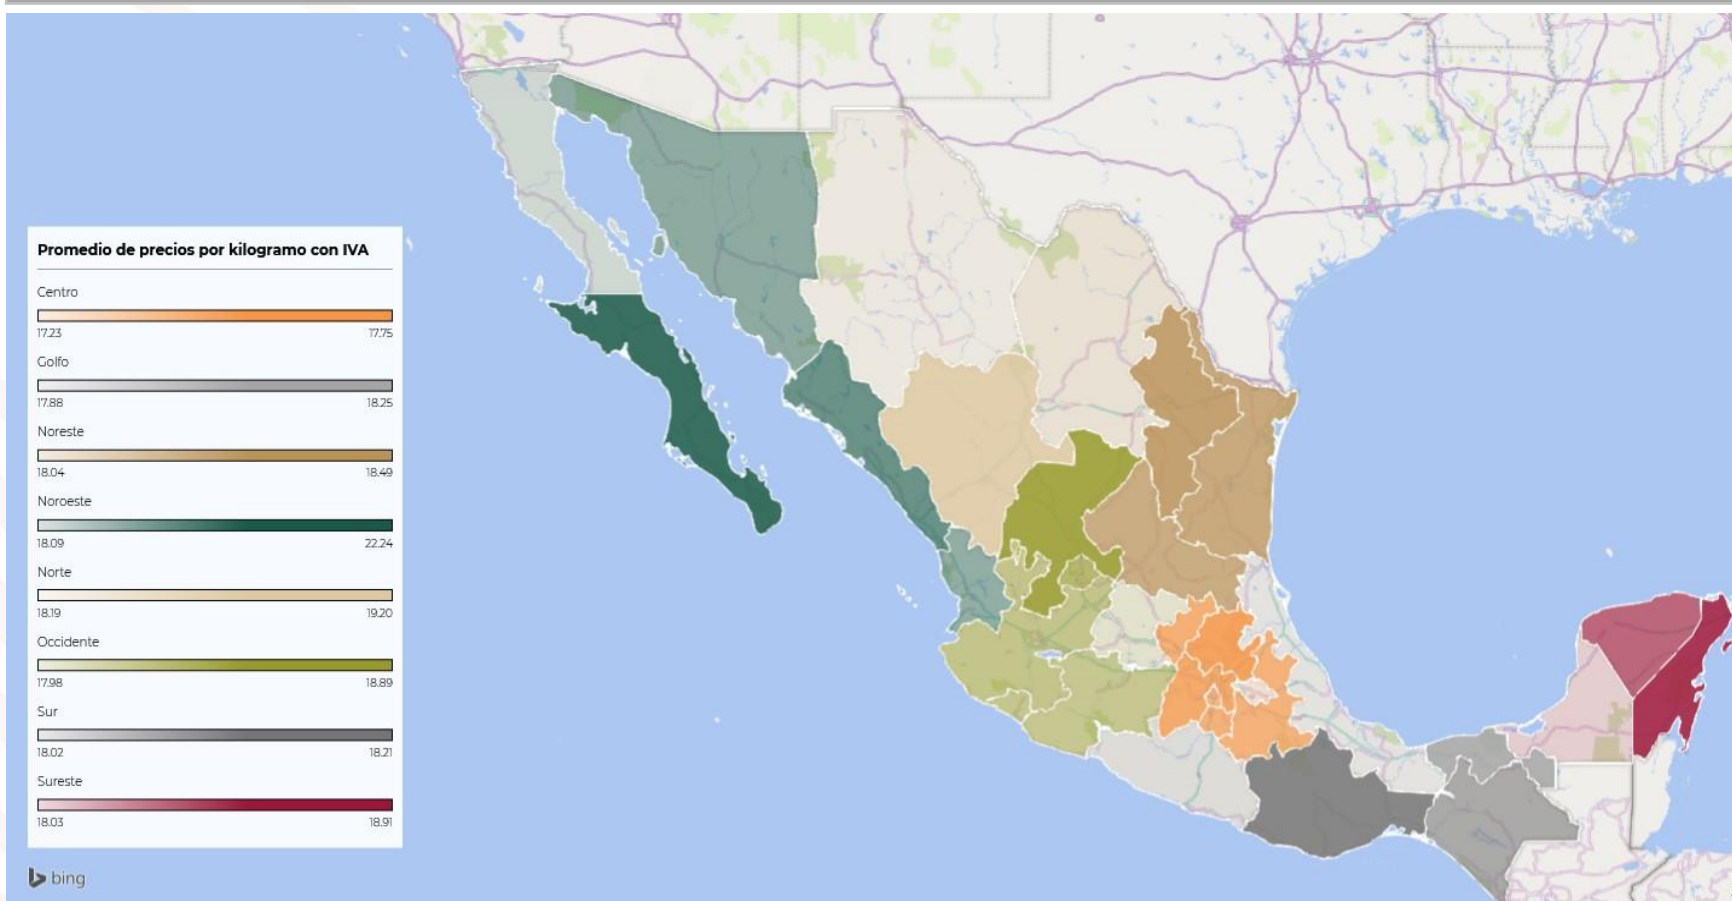 Promedio de precios por kilogramo con IVA
Centro
17.23 17.75
Golfo
17.88 18.25
Noreste
18.04 18.49
Noroeste
18.09 22.24
Norte
18.19 19.20
Occidente
17.98 18.89
Sur
18.02 18.21
Sureste
18.03 18.91
bing